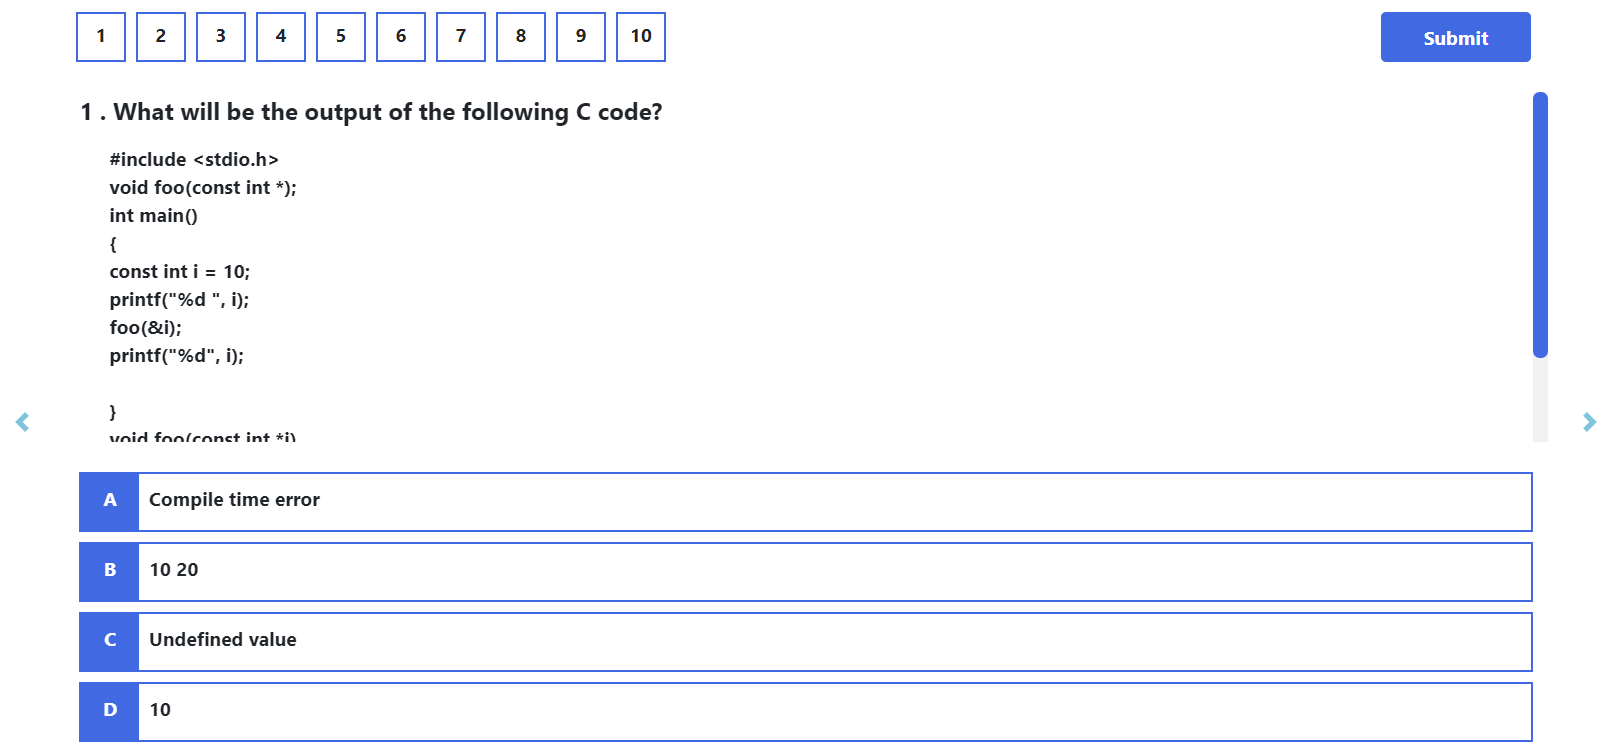 1 2 3 4 5 6 7 8 9 10 Submit
1 . What will be the output of the following C code?
#include <stdio.h>
void foo(const int *);
int main()
{
const int i = 10;
printf("%d ", i);
foo(&i);
printf("%d", i);
}
void foo(const int *i)
A Compile time error
B 10 20
C Undefined value
D 10